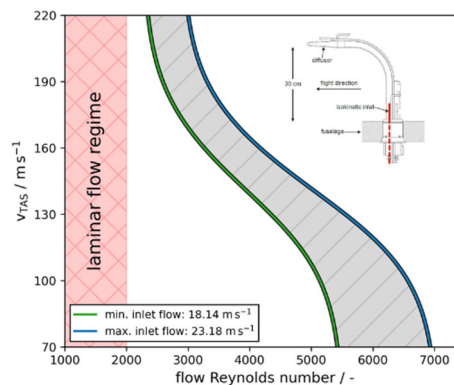 220
190
160
130
100
70
v_TAS / m s⁻¹
laminar flow regime
diffusor
30 cm
flight direction
isokinetic inlet
fuselage
min. inlet flow: 18.14 m s⁻¹
max. inlet flow: 23.18 m s⁻¹
1000 2000 3000 4000 5000 6000 7000
flow Reynolds number / -